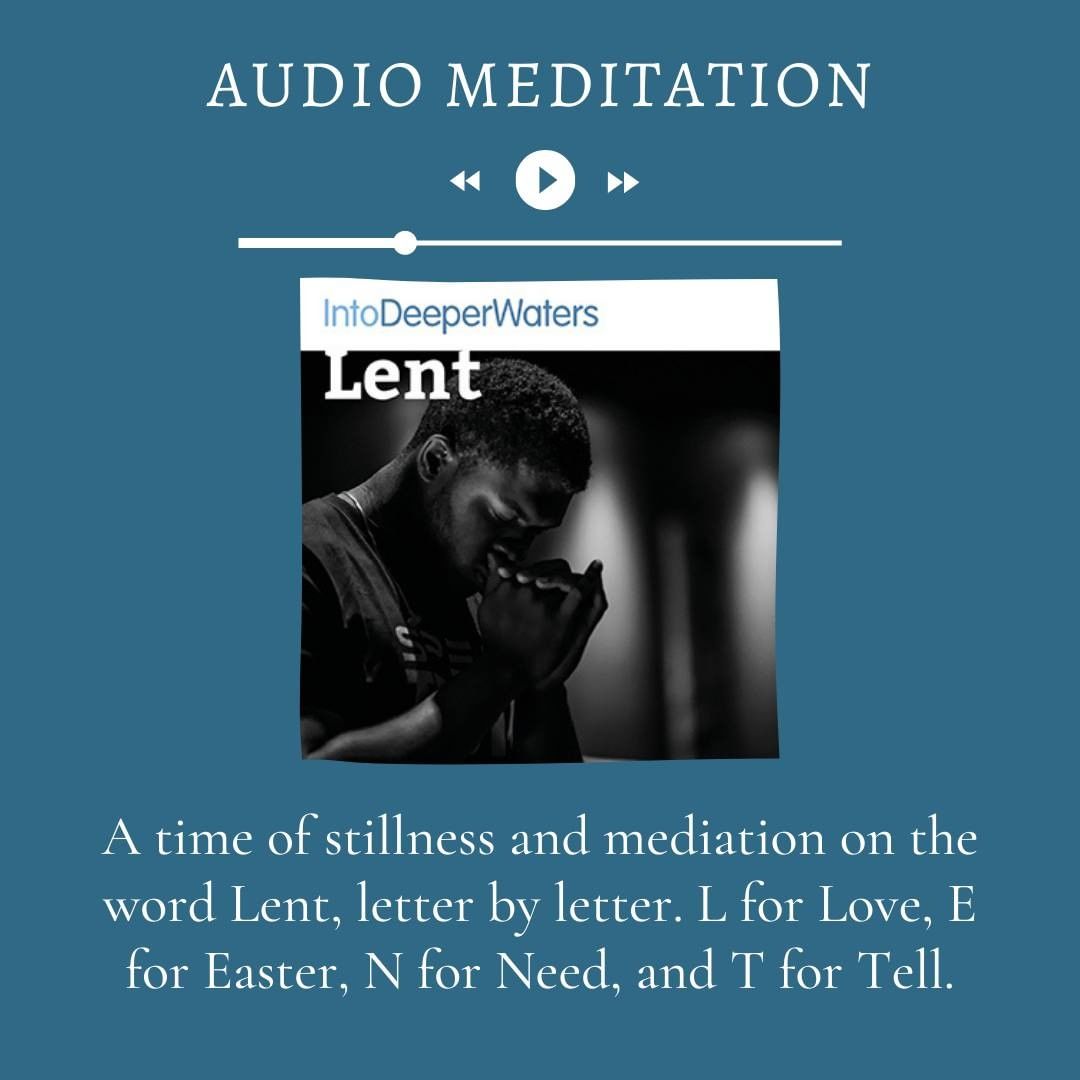 AUDIO MEDITATION
IntoDeeperWaters
Lent
A time of stillness and mediation on the
word Lent, letter by letter. L for Love, E
for Easter, N for Need, and T for Tell.